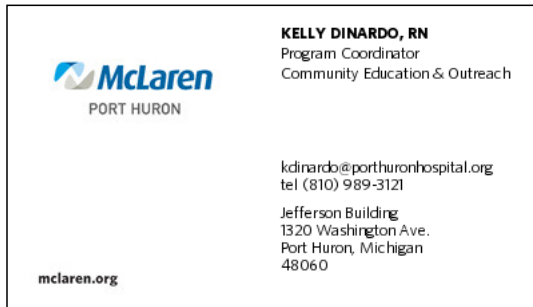 McLaren
PORT HURON
mclaren.org
KELLY DINARDO, RN
Program Coordinator
Community Education & Outreach
kdinardo@porthuronhospital.org
tel (810) 989-3121
Jefferson Building
1320 Washington Ave.
Port Huron, Michigan
48060